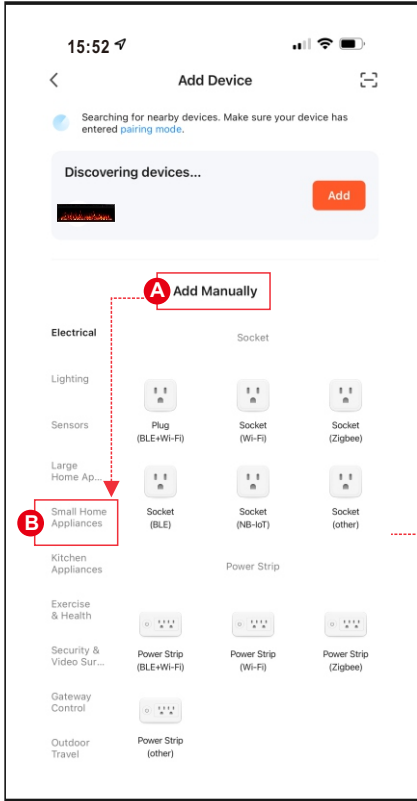 15:52
Add Device
Searching for nearby devices. Make sure your device has
entered pairing mode.
Discovering devices...
Add
A
Add Manually
Electrical
Socket
Lighting
Sensors
Plug
(BLE+Wi-Fi)
Socket
(Wi-Fi)
Socket
(Zigbee)
Large
Home Ap...
B
Small Home
Appliances
Socket
(BLE)
Socket
(NB-IoT)
Socket
(other)
Kitchen
Appliances
Power Strip
Exercise
& Health
Security &
Video Sur...
Power Strip
(BLE+Wi-Fi)
Power Strip
(Wi-Fi)
Power Strip
(Zigbee)
Gateway
Control
Outdoor
Travel
Power Strip
(other)